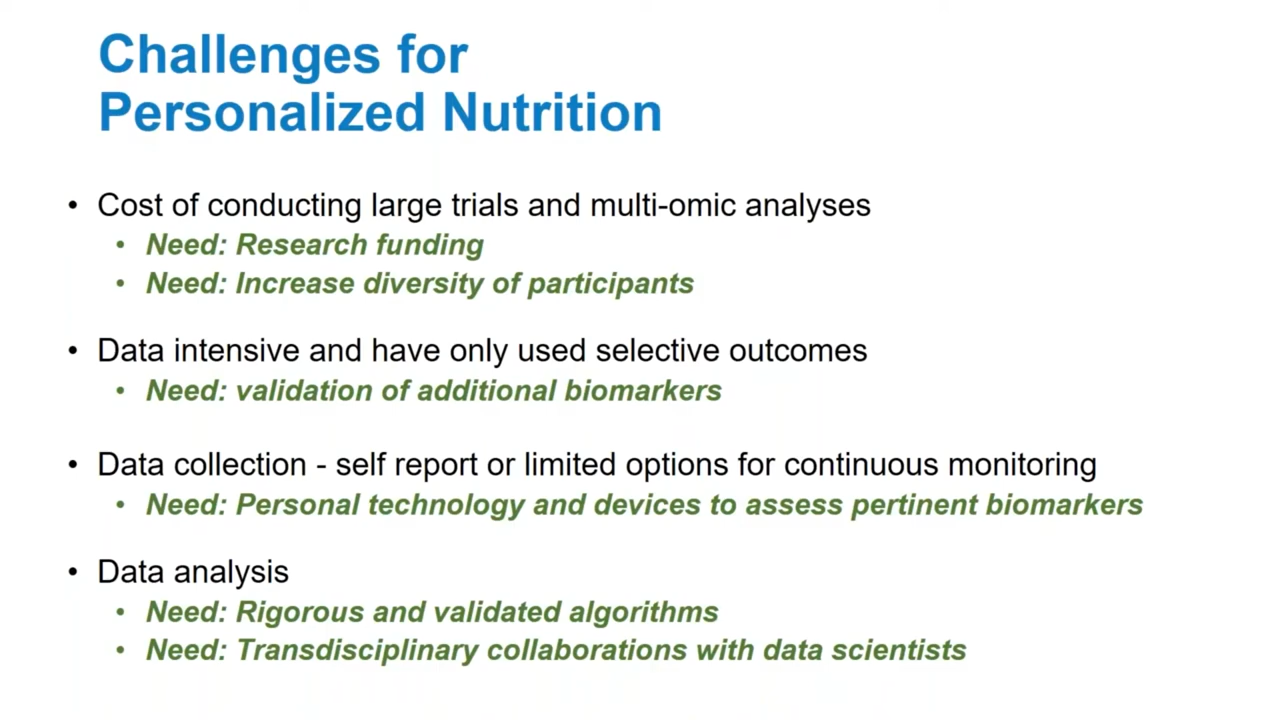 Challenges for
Personalized Nutrition
• Cost of conducting large trials and multi-omic analyses
• Need: Research funding
• Need: Increase diversity of participants
• Data intensive and have only used selective outcomes
• Need: validation of additional biomarkers
• Data collection - self report or limited options for continuous monitoring
• Need: Personal technology and devices to assess pertinent biomarkers
• Data analysis
• Need: Rigorous and validated algorithms
• Need: Transdisciplinary collaborations with data scientists